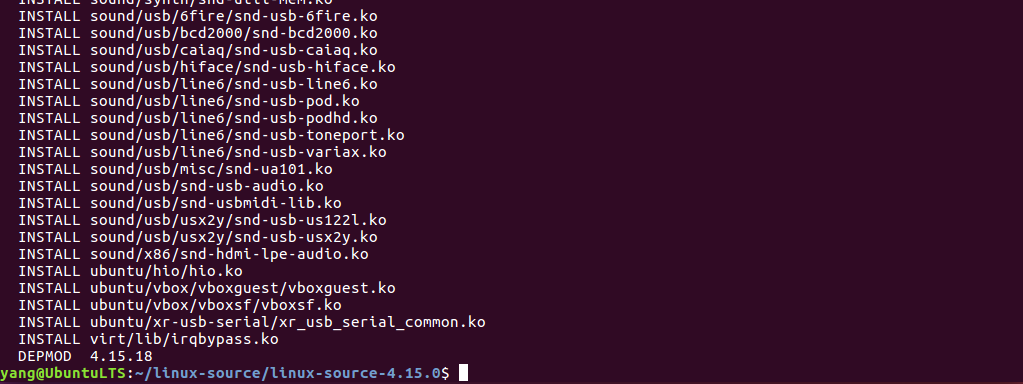 INSTALL sound/synth/snd-util-mem.ko
INSTALL sound/usb/6fire/snd-usb-6fire.ko
INSTALL sound/usb/bcd2000/snd-bcd2000.ko
INSTALL sound/usb/caiaq/snd-usb-caiaq.ko
INSTALL sound/usb/hiface/snd-usb-hiface.ko
INSTALL sound/usb/line6/snd-usb-line6.ko
INSTALL sound/usb/line6/snd-usb-pod.ko
INSTALL sound/usb/line6/snd-usb-podhd.ko
INSTALL sound/usb/line6/snd-usb-toneport.ko
INSTALL sound/usb/line6/snd-usb-variax.ko
INSTALL sound/usb/misc/snd-ua101.ko
INSTALL sound/usb/snd-usb-audio.ko
INSTALL sound/usb/snd-usbmidi-lib.ko
INSTALL sound/usb/usx2y/snd-usb-us122l.ko
INSTALL sound/usb/usx2y/snd-usb-usx2y.ko
INSTALL sound/x86/snd-hdmi-lpe-audio.ko
INSTALL ubuntu/hio/hio.ko
INSTALL ubuntu/vbox/vboxguest/vboxguest.ko
INSTALL ubuntu/vbox/vboxsf/vboxsf.ko
INSTALL ubuntu/xr-usb-serial/xr_usb_serial_common.ko
INSTALL virt/lib/irqbypass.ko
DEPMOD  4.15.18
yang@UbuntuLTS:~/linux-source/linux-source-4.15.0$